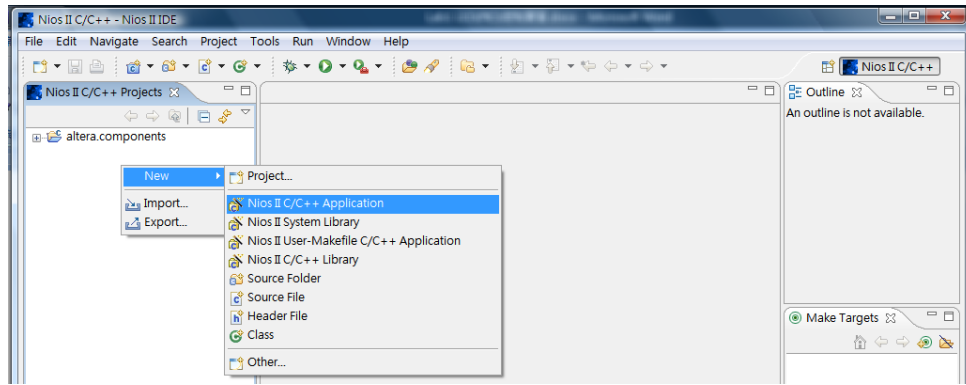 Nios II C/C++ - Nios II IDE
File Edit Navigate Search Project Tools Run Window Help
Nios II C/C++
Nios II C/C++ Projects
Outline
An outline is not available.
altera.components
New
Import...
Export...
Project...
Nios II C/C++ Application
Nios II System Library
Nios II User-Makefile C/C++ Application
Nios II C/C++ Library
Source Folder
Source File
Header File
Class
Other...
Make Targets